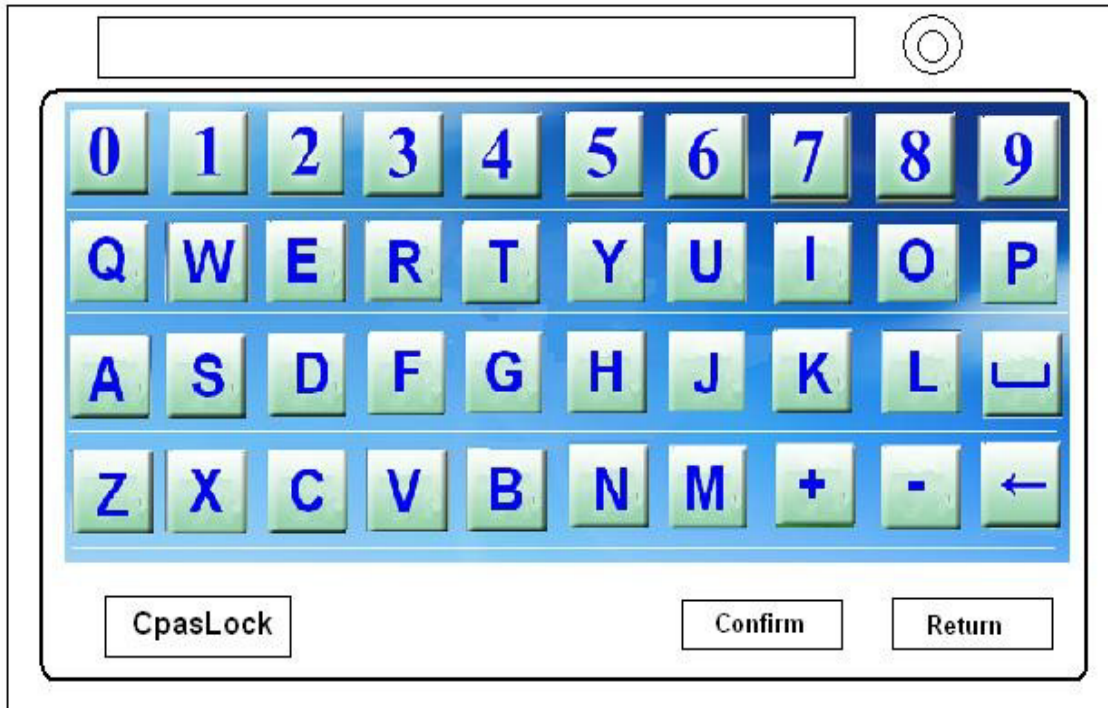 0 1 2 3 4 5 6 7 8 9
Q W E R T Y U I O P
A S D F G H J K L
Z X C V B N M + - ←
CpasLock Confirm Return